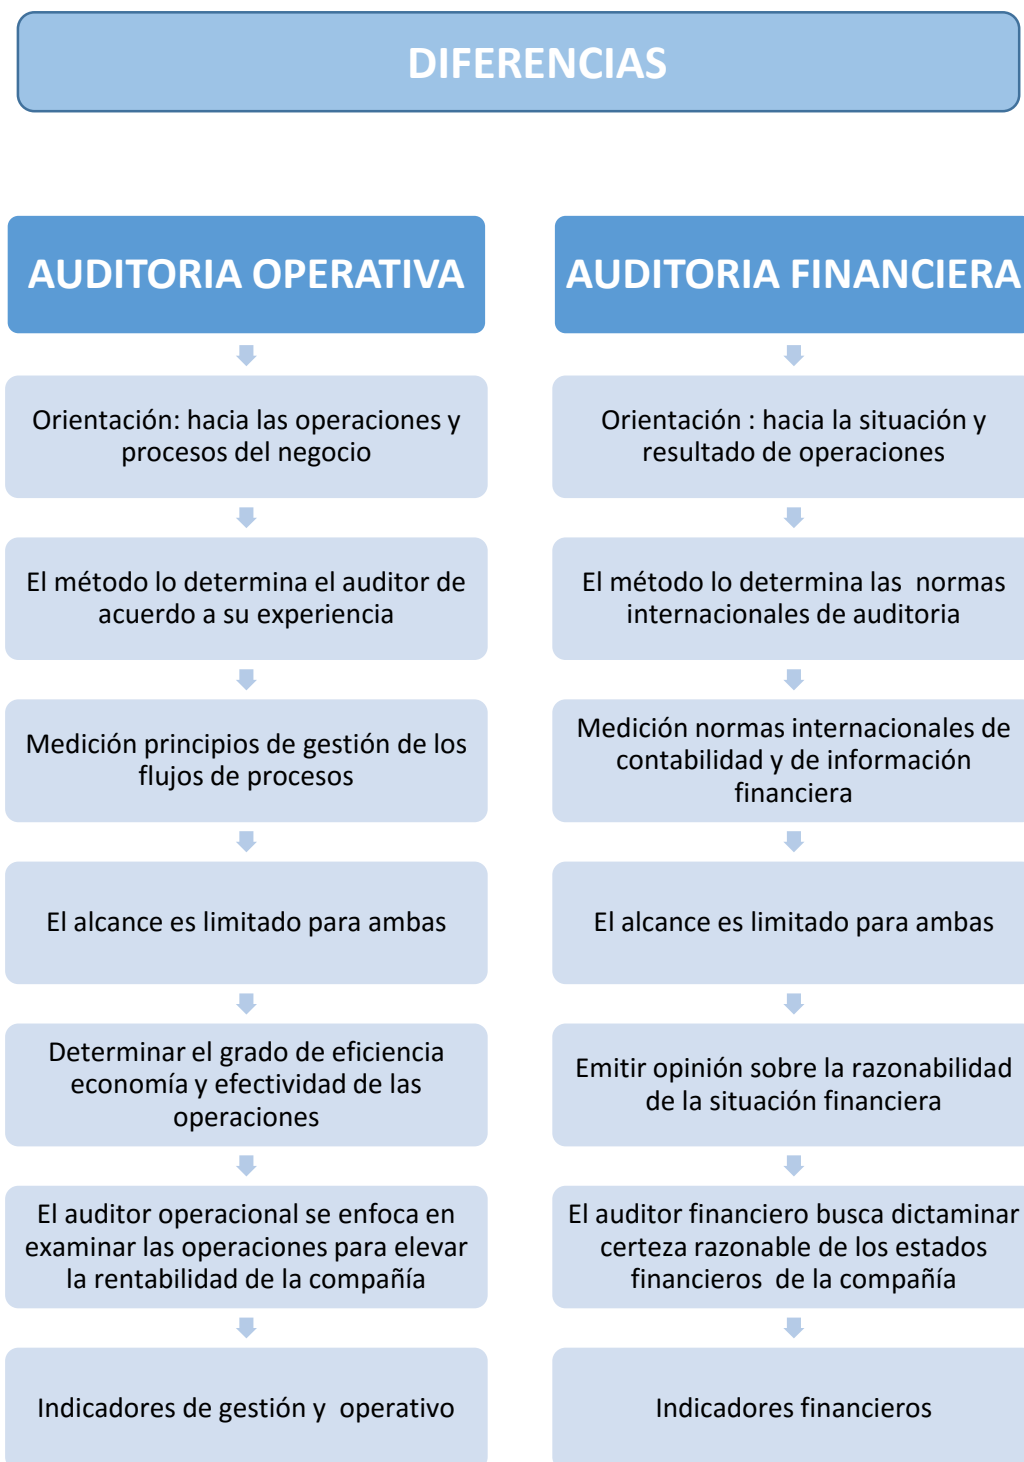 DIFERENCIAS
AUDITORIA OPERATIVA
Orientación: hacia las operaciones y
procesos del negocio
El método lo determina el auditor de
acuerdo a su experiencia
Medición principios de gestión de los
flujos de procesos
El alcance es limitado para ambas
Determinar el grado de eficiencia
economía y efectividad de las
operaciones
El auditor operacional se enfoca en
examinar las operaciones para elevar
la rentabilidad de la compañía
Indicadores de gestión y operativo
AUDITORIA FINANCIERA
Orientación : hacia la situación y
resultado de operaciones
El método lo determina las normas
internacionales de auditoria
Medición normas internacionales de
contabilidad y de información
financiera
El alcance es limitado para ambas
Emitir opinión sobre la razonabilidad
de la situación financiera
El auditor financiero busca dictaminar
certeza razonable de los estados
financieros de la compañía
Indicadores financieros